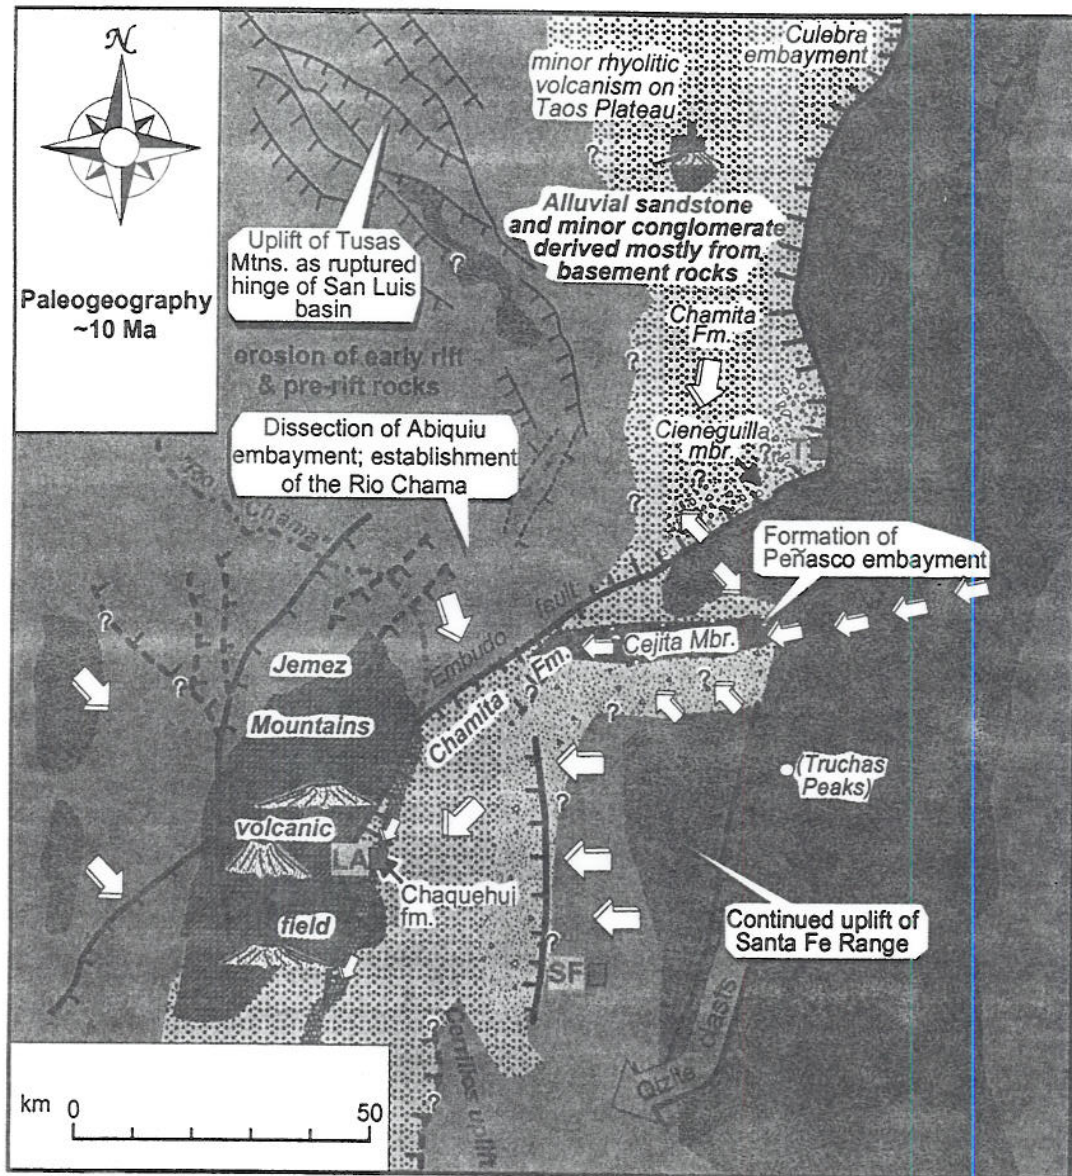 N
Paleogeography
~10 Ma
Culebra
embayment
minor rhyolitic
volcanism on
Taos Plateau
?
Alluvial sandstone
and minor conglomerate
derived mostly from
basement rocks
Uplift of Tusas
Mtns. as ruptured
hinge of San Luis
basin
?
erosion of early rift
& pre-rift rocks
Chamita
Fm.
?
Dissection of Abiquiu
embayment; establishment
of the Rio Chama
Cieneguilla
mbr.
?
T
?
?
Chama
Formation of
Peñasco embayment
?
Embudo fault
Cejita Mbr.
Chamita Fm.
?
?
?
Jemez
Mountains
volcanic
field
(Truchas
Peaks)
?
LA
Chaquehui
fm.
Continued uplift of
Santa Fe Range
?
SF
Qtzite clasts
?
?
Cerrillos uplift
km 0 50